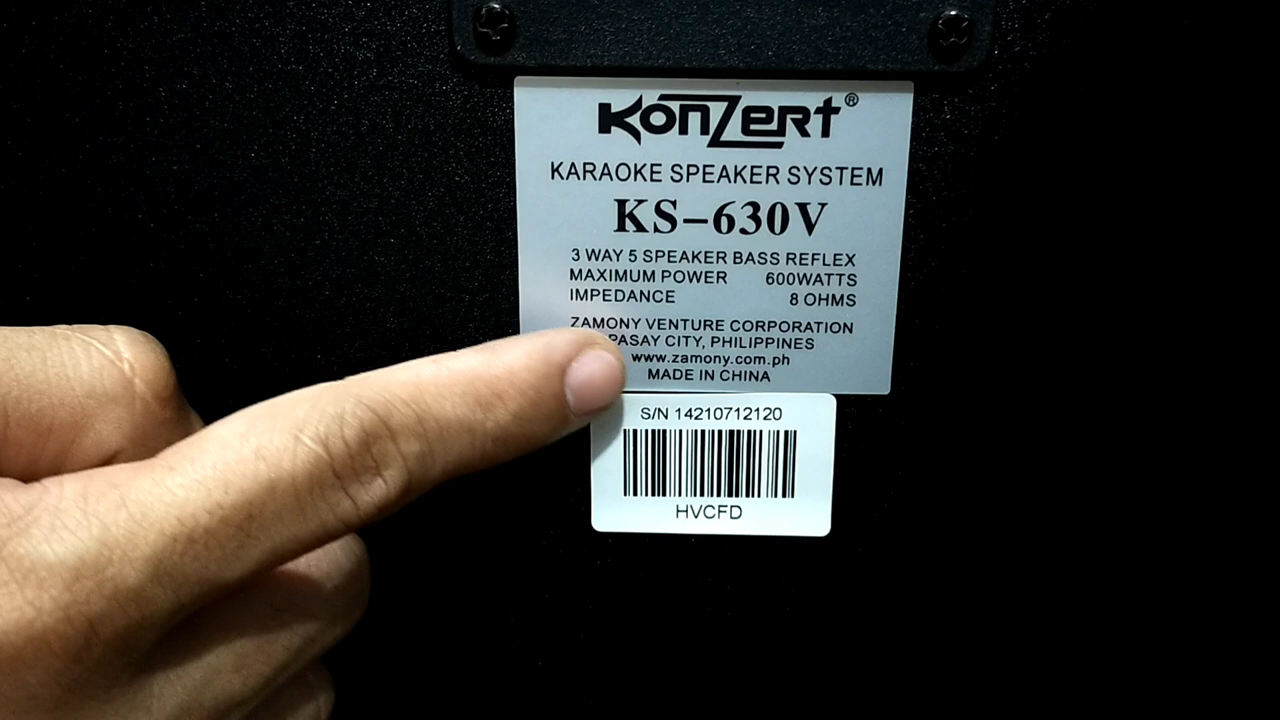 KONZERT®
KARAOKE SPEAKER SYSTEM
KS-630V
3 WAY 5 SPEAKER BASS REFLEX
MAXIMUM POWER 600WATTS
IMPEDANCE 8 OHMS
ZAMONY VENTURE CORPORATION
PASAY CITY, PHILIPPINES
www.zamony.com.ph
MADE IN CHINA
S/N 14210712120
HVCFD